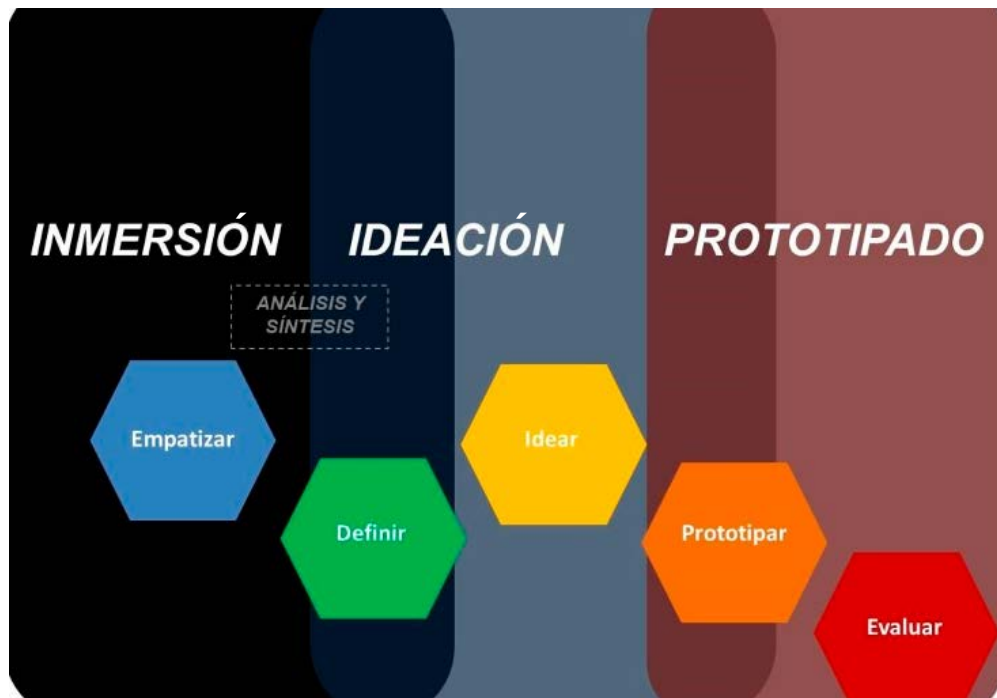 INMERSIÓN
IDEACIÓN
PROTOTIPADO
ANÁLISIS Y
SÍNTESIS
Empatizar
Definir
Idear
Prototipar
Evaluar